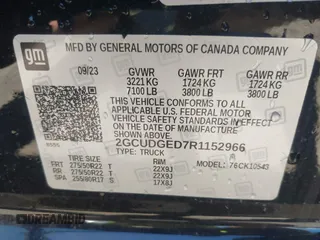 gm
MFD BY GENERAL MOTORS OF CANADA COMPANY
09/23 GVWR GAWR FRT GAWR RR
3221 KG 1724 KG 1724 KG
7100 LB 3800 LB 3800 LB
THIS VEHICLE CONFORMS TO ALL
APPLICABLE U.S. FEDERAL MOTOR
VEHICLE SAFETY STANDARDS IN
EFFECT ON THE DATE OF MANUFACTURE
SHOWN ABOVE.
2GCUDGED7R1152966
TYPE: TRUCK
TIRE SIZE RIM
FRT 275/50R22 T 22X9J
RR 275/50R22 T 22X9J
SPA 17X8J
gm
IDRSAMBID